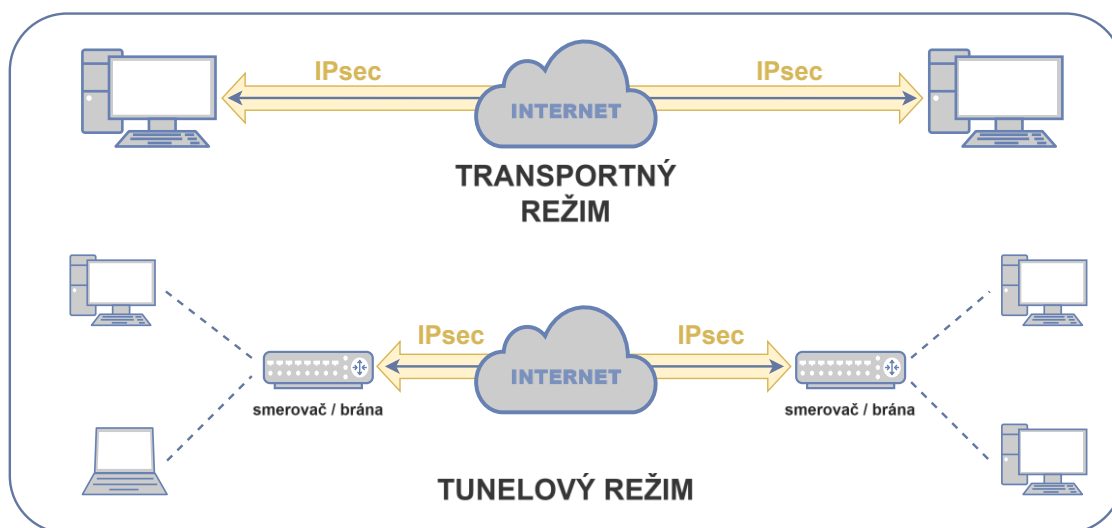 IPsec
IPsec
INTERNET
TRANSPORTNÝ
REŽIM
IPsec
IPsec
INTERNET
smerovač / brána
smerovač / brána
TUNELOVÝ REŽIM